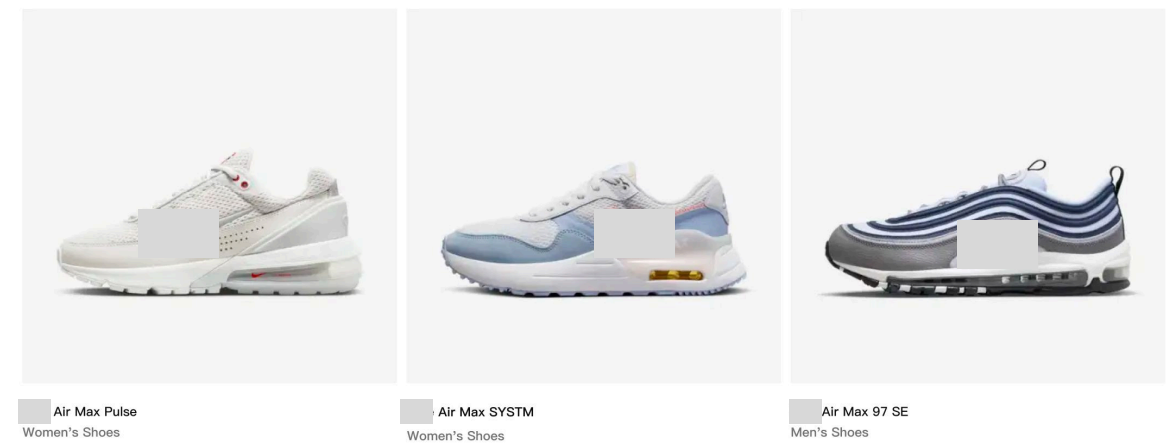 Air Max Pulse
Women's Shoes
Air Max SYSTM
Women's Shoes
Air Max 97 SE
Men's Shoes